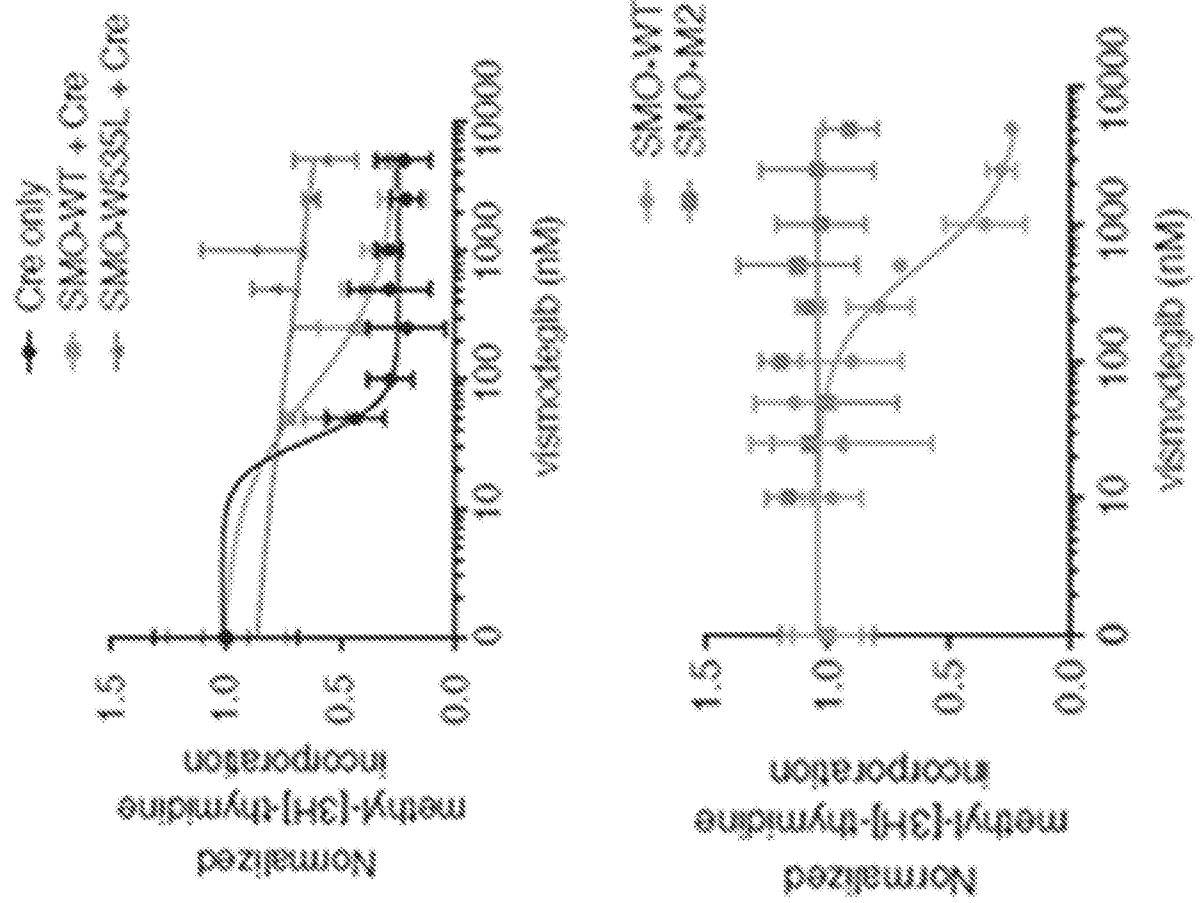 Cre only
SMO-WT + Cre
SMO-W535L + Cre
Normalized
methyl-[3H]-thymidine
incorporation
1.5
1.0
0.5
0.0
0 10 100 1000 10000
vismodegib (nM)
SMO-WT
SMO-M2
Normalized
methyl-[3H]-thymidine
incorporation
1.5
1.0
0.5
0.0
0 10 100 1000 10000
vismodegib (nM)